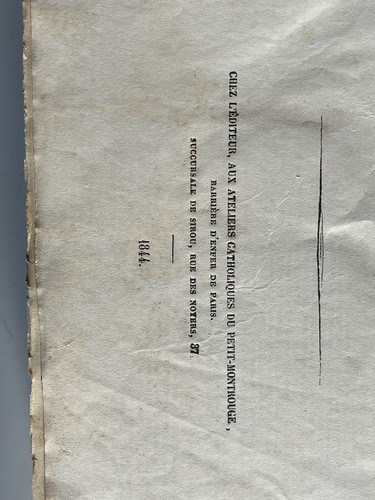 CHEZ L'ÉDITEUR, AUX ATELIERS CATHOLIQUES DU PETIT-MONTROUGE,
BARRIÈRE D'ENFER DE PARIS.
SUCCURSALE DE SIROU, RUE DES NOYERS, 37.
1844.